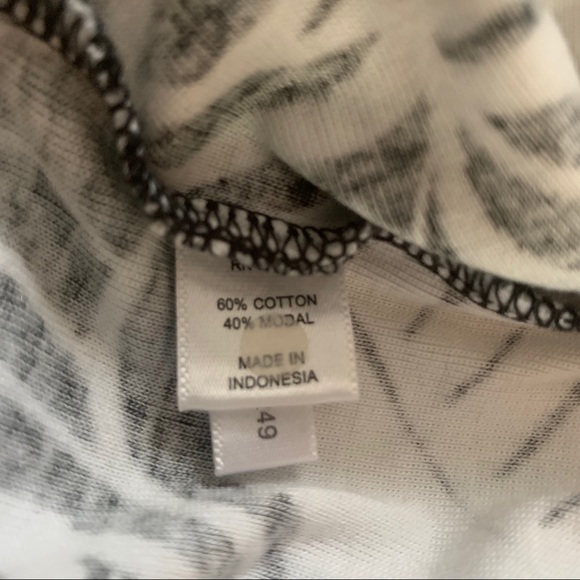 60% COTTON
40% MODAL
MADE IN
INDONESIA
49